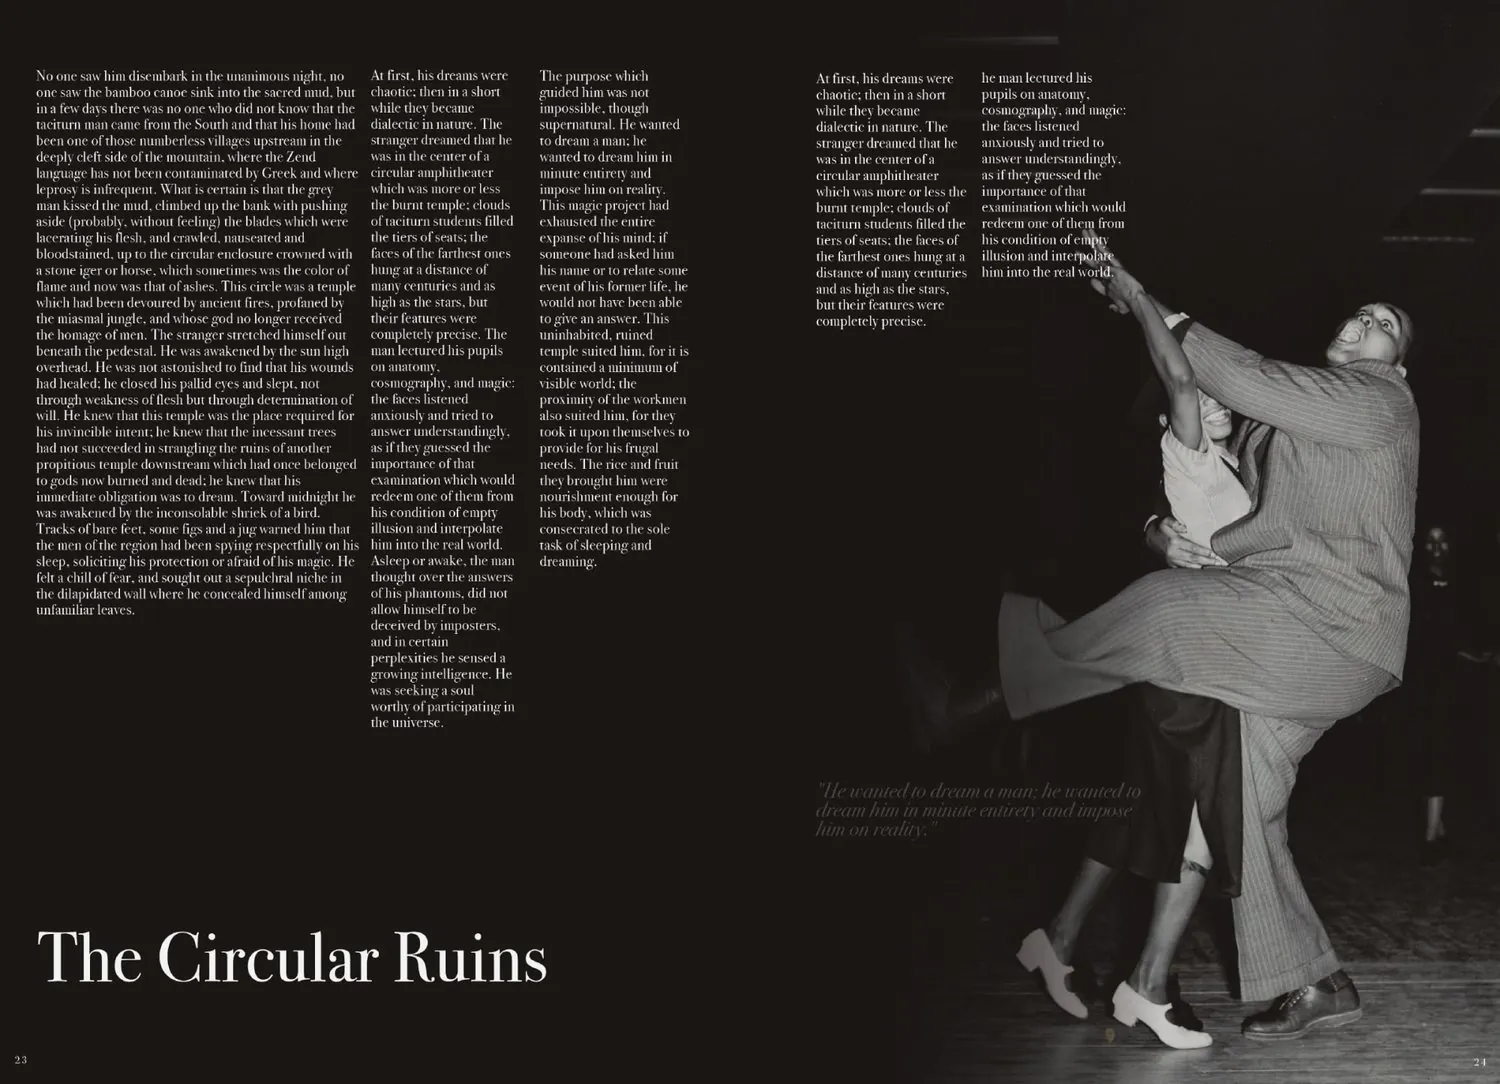 No one saw him disembark in the unanimous night, no
one saw the bamboo canoe sink into the sacred mud, but
in a few days there was no one who did not know that the
taciturn man came from the South and that his home had
been one of those numberless villages upstream in the
deeply cleft side of the mountain, where the Zend
language has not been contaminated by Greek and where
leprosy is infrequent. What is certain is that the grey
man kissed the mud, climbed up the bank with pushing
aside (probably, without feeling) the blades which were
lacerating his flesh, and crawled, nauseated and
bloodstained, up to the circular enclosure crowned with
a stone iger or horse, which sometimes was the color of
flame and now was that of ashes. This circle was a temple
which had been devoured by ancient fires, profaned by
the miasmal jungle, and whose god no longer received
the homage of men. The stranger stretched himself out
beneath the pedestal. He was awakened by the sun high
overhead. He was not astonished to find that his wounds
had healed; he closed his pallid eyes and slept, not
through weakness of flesh but through determination of
will. He knew that this temple was the place required for
his invincible intent; he knew that the incessant trees
had not succeeded in strangling the ruins of another
propitious temple downstream which had once belonged
to gods now burned and dead; he knew that his
immediate obligation was to dream. Toward midnight he
was awakened by the inconsolable shriek of a bird.
Tracks of bare feet, some figs and a jug warned him that
the men of the region had been spying respectfully on his
sleep, soliciting his protection or afraid of his magic. He
felt a chill of fear, and sought out a sepulchral niche in
the dilapidated wall where he concealed himself among
unfamiliar leaves.
At first, his dreams were
chaotic; then in a short
while they became
dialectic in nature. The
stranger dreamed that he
was in the center of a
circular amphitheater
which was more or less
the burnt temple; clouds
of taciturn students filled
the tiers of seats; the
faces of the farthest ones
hung at a distance of
many centuries and as
high as the stars, but
their features were
completely precise. The
man lectured his pupils
on anatomy,
cosmography, and magic:
the faces listened
anxiously and tried to
answer understandingly,
as if they guessed the
importance of that
examination which would
redeem one of them from
his condition of empty
illusion and interpolate
him into the real world.
Asleep or awake, the man
thought over the answers
of his phantoms, did not
allow himself to be
deceived by imposters,
and in certain
perplexities he sensed a
growing intelligence. He
was seeking a soul
worthy of participating in
the universe.
The purpose which
guided him was not
impossible, though
supernatural. He wanted
to dream a man; he
wanted to dream him in
minute entirety and
impose him on reality.
This magic project had
exhausted the entire
expanse of his mind; if
someone had asked him
his name or to relate some
event of his former life, he
would not have been able
to give an answer. This
uninhabited, ruined
temple suited him, for it is
contained a minimum of
visible world; the
proximity of the workmen
also suited him, for they
took it upon themselves to
provide for his frugal
needs. The rice and fruit
they brought him were
nourishment enough for
his body, which was
consecrated to the sole
task of sleeping and
dreaming.
The Circular Ruins
23
At first, his dreams were
chaotic; then in a short
while they became
dialectic in nature. The
stranger dreamed that he
was in the center of a
circular amphitheater
which was more or less the
burnt temple; clouds of
taciturn students filled the
tiers of seats; the faces of
the farthest ones hung at a
distance of many centuries
and as high as the stars,
but their features were
completely precise.
he man lectured his
pupils on anatomy,
cosmography, and magic:
the faces listened
anxiously and tried to
answer understandingly,
as if they guessed the
importance of that
examination which would
redeem one of them from
his condition of empty
illusion and interpolate
him into the real world.
"He wanted to dream a man; he wanted to
dream him in minute entirety and impose
him on reality."
24